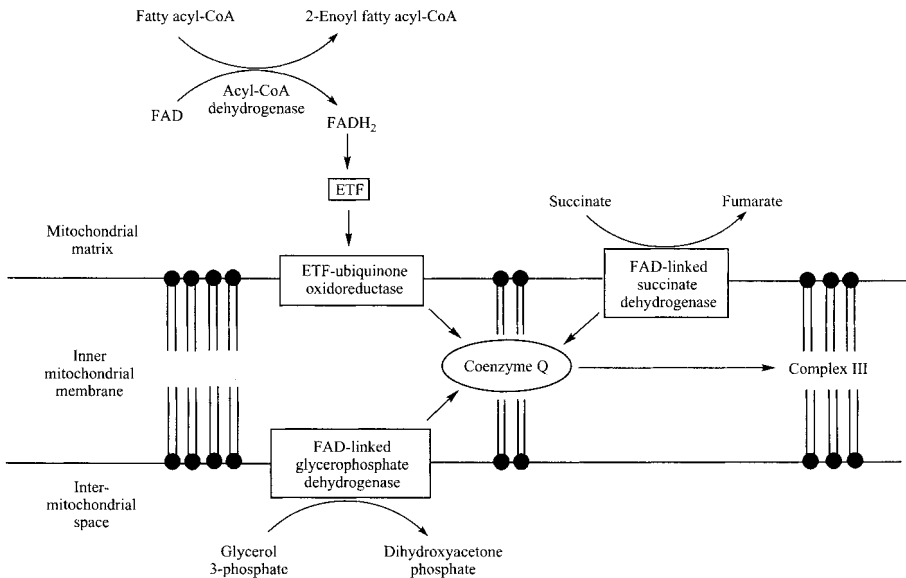 Fatty acyl-CoA
2-Enoyl fatty acyl-CoA
Acyl-CoA
dehydrogenase
FAD
FADH₂
ETF
Succinate
Fumarate
Mitochondrial
matrix
ETF-ubiquinone
oxidoreductase
FAD-linked
succinate
dehydrogenase
Inner
mitochondrial
membrane
Coenzyme Q
Complex III
FAD-linked
glycerophosphate
dehydrogenase
Inter-
mitochondrial
space
Glycerol
3-phosphate
Dihydroxyacetone
phosphate